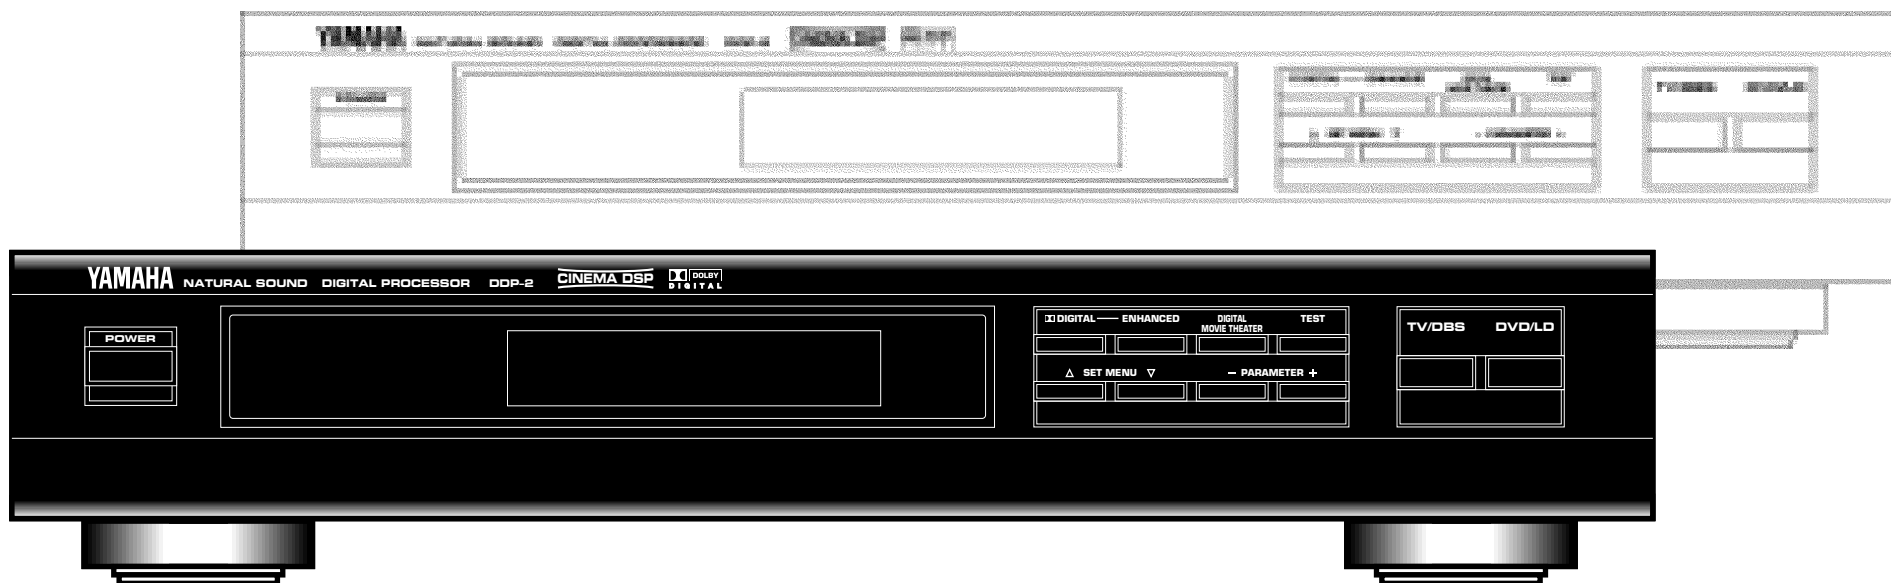 YAMAHA NATURAL SOUND DIGITAL PROCESSOR DDP-2 CINEMA DSP DOLBY DIGITAL
POWER
DIGITAL ENHANCED DIGITAL MOVIE THEATER TEST
SET MENU – PARAMETER +
TV/DBS DVD/LD